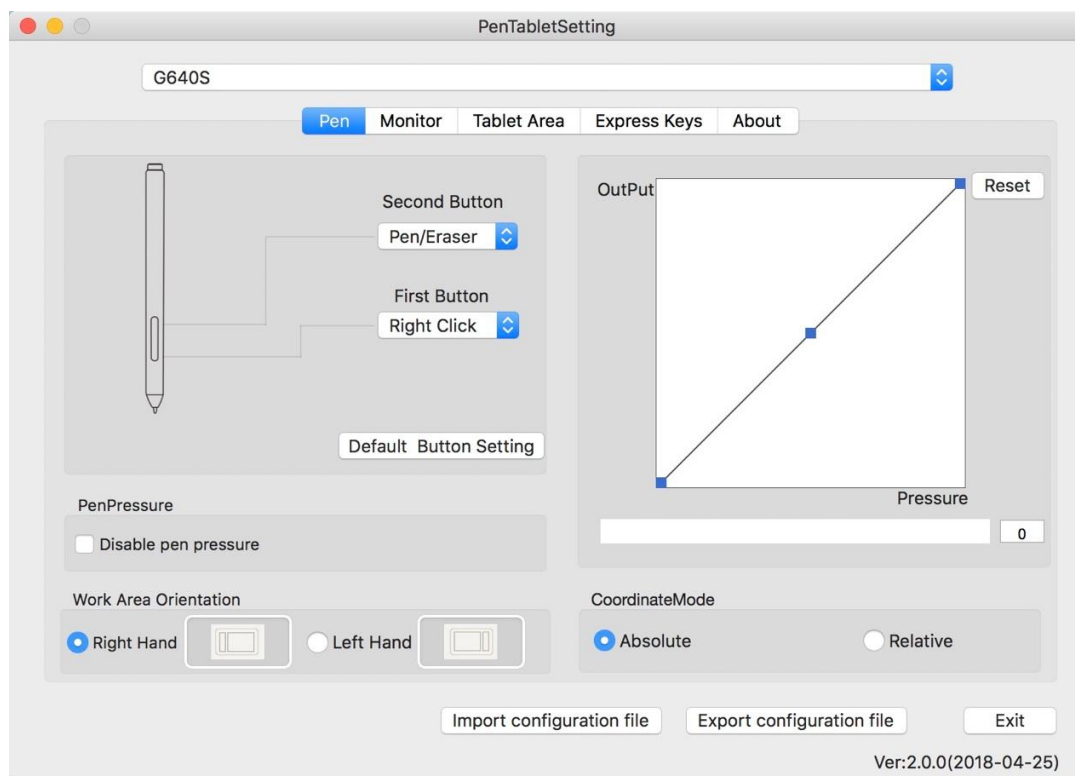 PenTabletSetting
G640S
Pen Monitor Tablet Area Express Keys About
Second Button
Pen/Eraser
First Button
Right Click
Default Button Setting
OutPut
Reset
Pressure
0
PenPressure
Disable pen pressure
Work Area Orientation
Right Hand Left Hand
CoordinateMode
Absolute Relative
Import configuration file Export configuration file Exit
Ver:2.0.0(2018-04-25)